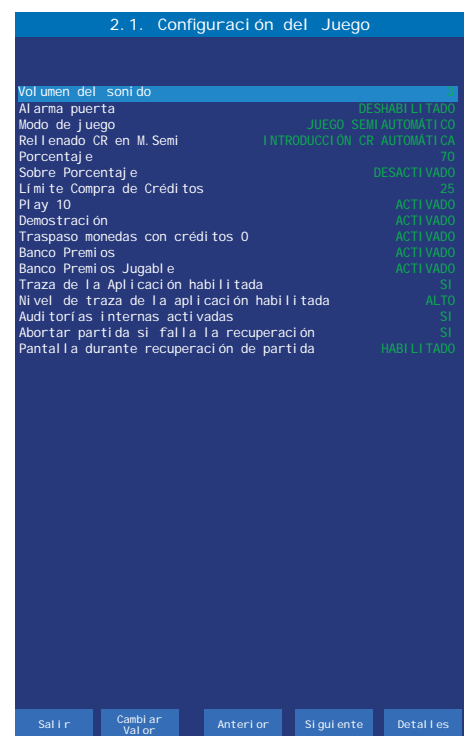 2.1. Configuración del Juego
Volumen del sonido
Alarma puerta DESHABILITADO
Modo de juego JUEGO SEMIAUTOMÁTICO
Rellenado CR en M.Semi INTRODUCCIÓN CR AUTOMÁTICA
Porcentaje 70
Sobre Porcentaje DESACTIVADO
Límite Compra de Créditos 25
Play 10 ACTIVADO
Demostración ACTIVADO
Traspaso monedas con créditos 0 ACTIVADO
Banco Premios ACTIVADO
Banco Premios Jugable ACTIVADO
Traza de la Aplicación habilitada SI
Nivel de traza de la aplicación habilitada ALTO
Auditorías internas activadas SI
Abortar partida si falla la recuperación SI
Pantalla durante recuperación de partida HABILITADO
Salir
Cambiar
Valor
Anterior
Siguiente
Detalles